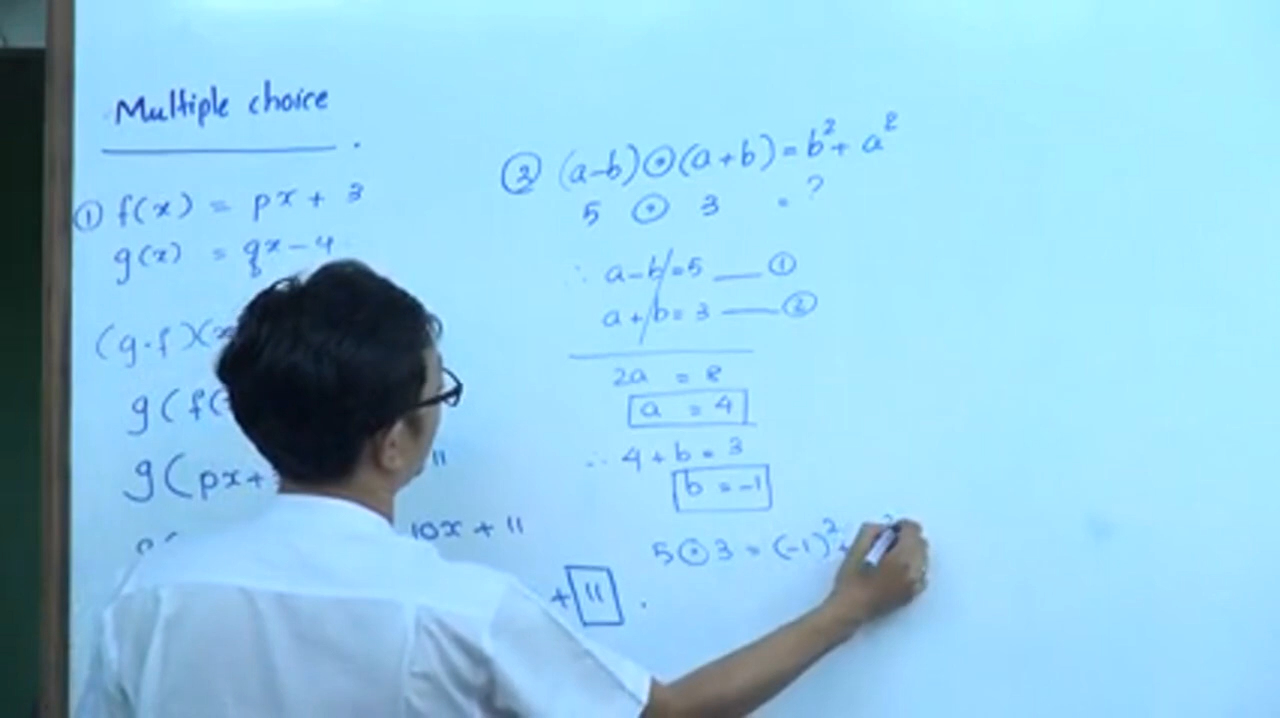 Multiple choice
① f(x) = px + 3
g(x) = qx - 4
(g.f)(x
g(f(
g(px+
"
10x + 11
+ 11 .
② (a-b)⊙(a+b) = b² + a²
5 ⊙ 3 = ?
∴ a-b = 5 — ①
a+b = 3 — ②
2a = 8
a = 4
∴ 4 + b = 3
b = -1
5⊙3 = (-1)² +